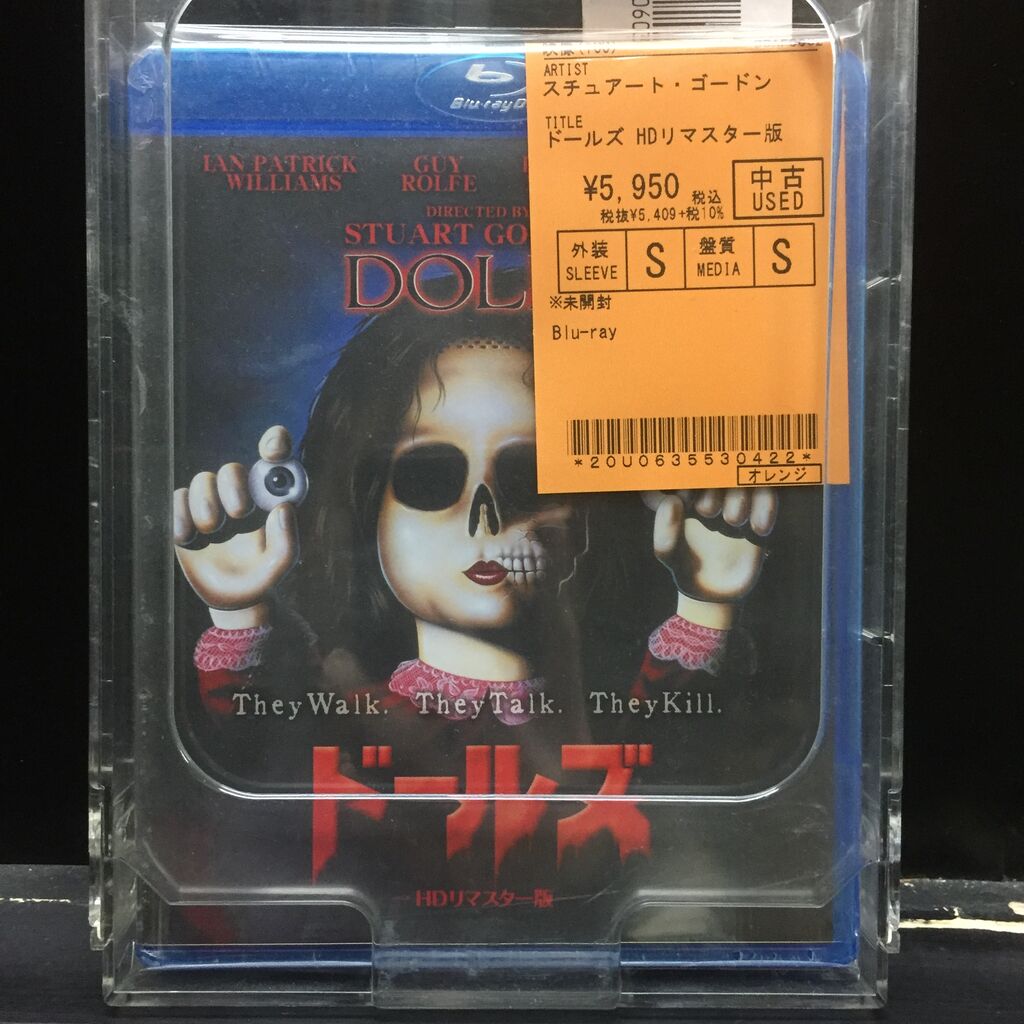 Blu-ray
ARTIST
スチュアート・ゴードン
TITLE
ドールズ HDリマスター版
¥5,950 税込
税抜¥5,409+税10%
中古
USED
外装
SLEEVE
S
盤質
MEDIA
S
※未開封
Blu-ray
*20U0635530422*
オレンジ
IAN PATRICK
WILLIAMS
GUY
ROLFE
DIRECTED BY
STUART GO
DOL
They Walk. They Talk. They Kill.
ドールズ
HDリマスター版